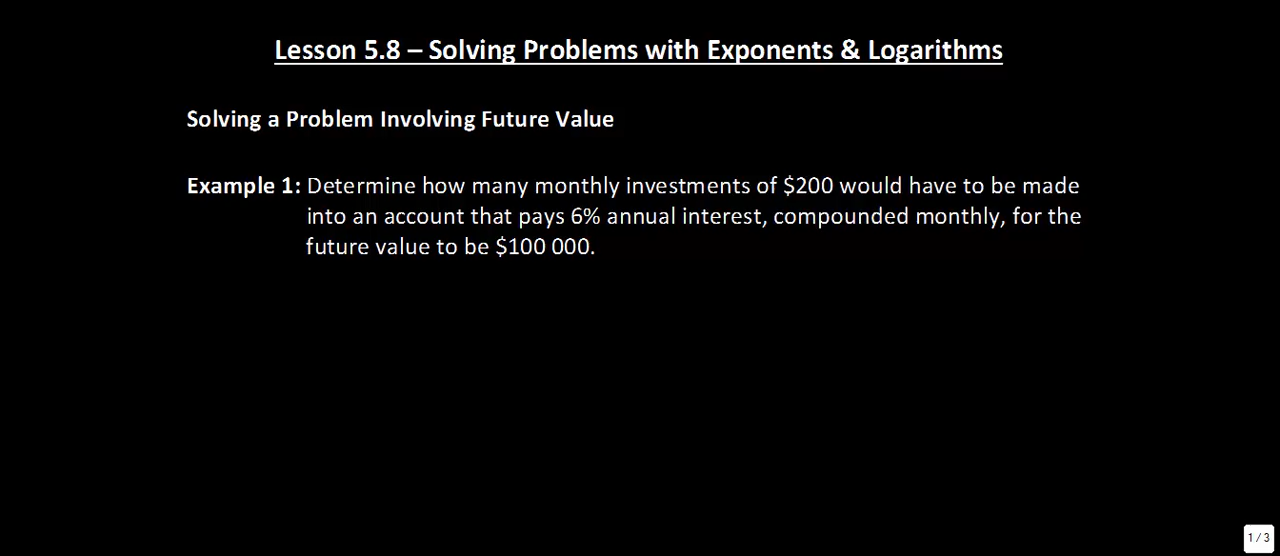 Lesson 5.8 – Solving Problems with Exponents & Logarithms
Solving a Problem Involving Future Value
Example 1: Determine how many monthly investments of $200 would have to be made
into an account that pays 6% annual interest, compounded monthly, for the
future value to be $100 000.
1 / 3